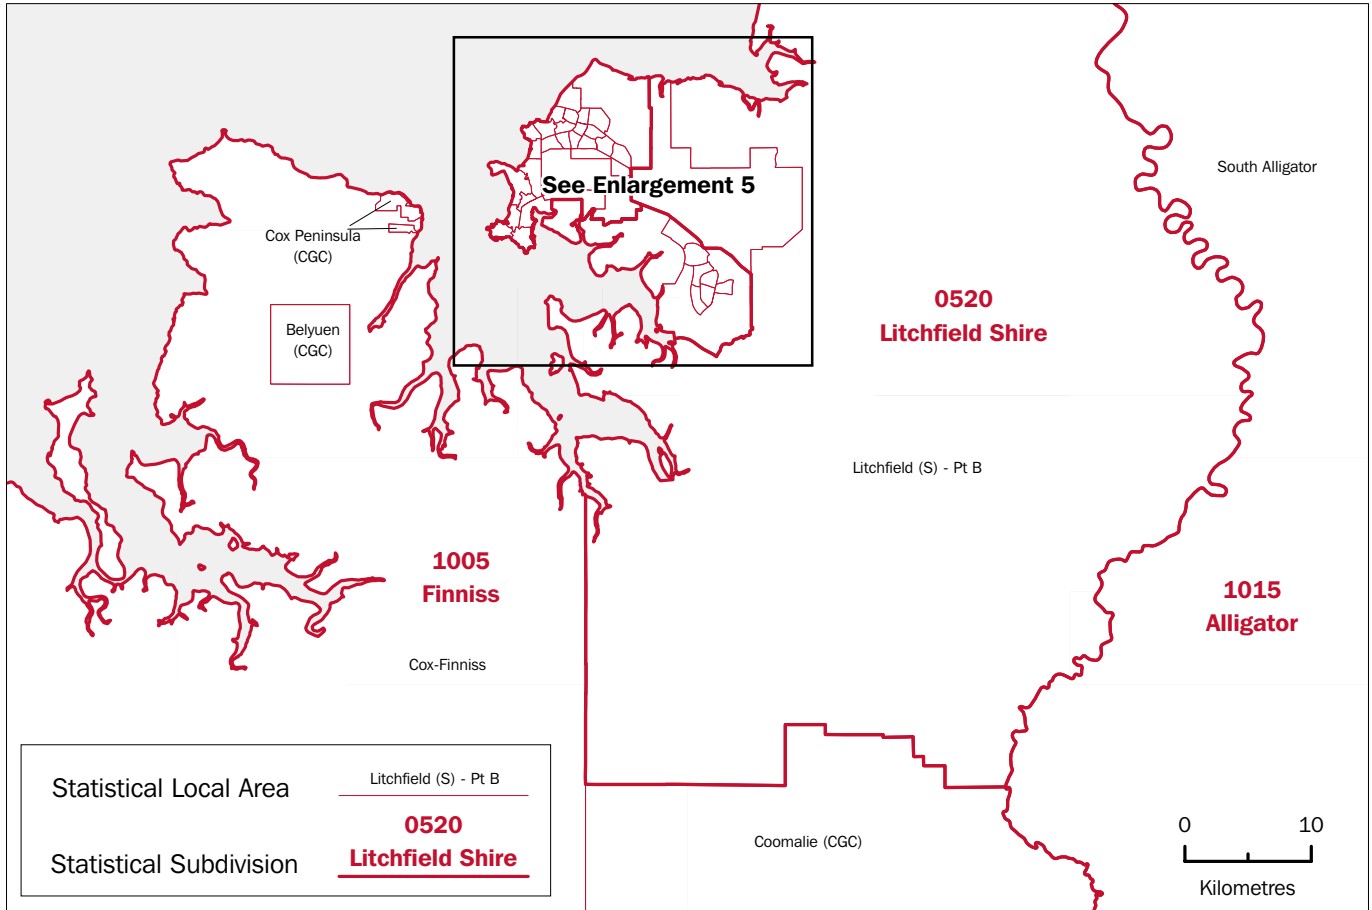 South Alligator
See Enlargement 5
Cox Peninsula
(CGC)
0520
Litchfield Shire
Belyuen
(CGC)
Litchfield (S) - Pt B
1005
Finniss
1015
Alligator
Cox-Finniss
Statistical Local Area
Litchfield (S) - Pt B
0520
Statistical Subdivision
Litchfield Shire
Coomalie (CGC)
0 10
Kilometres